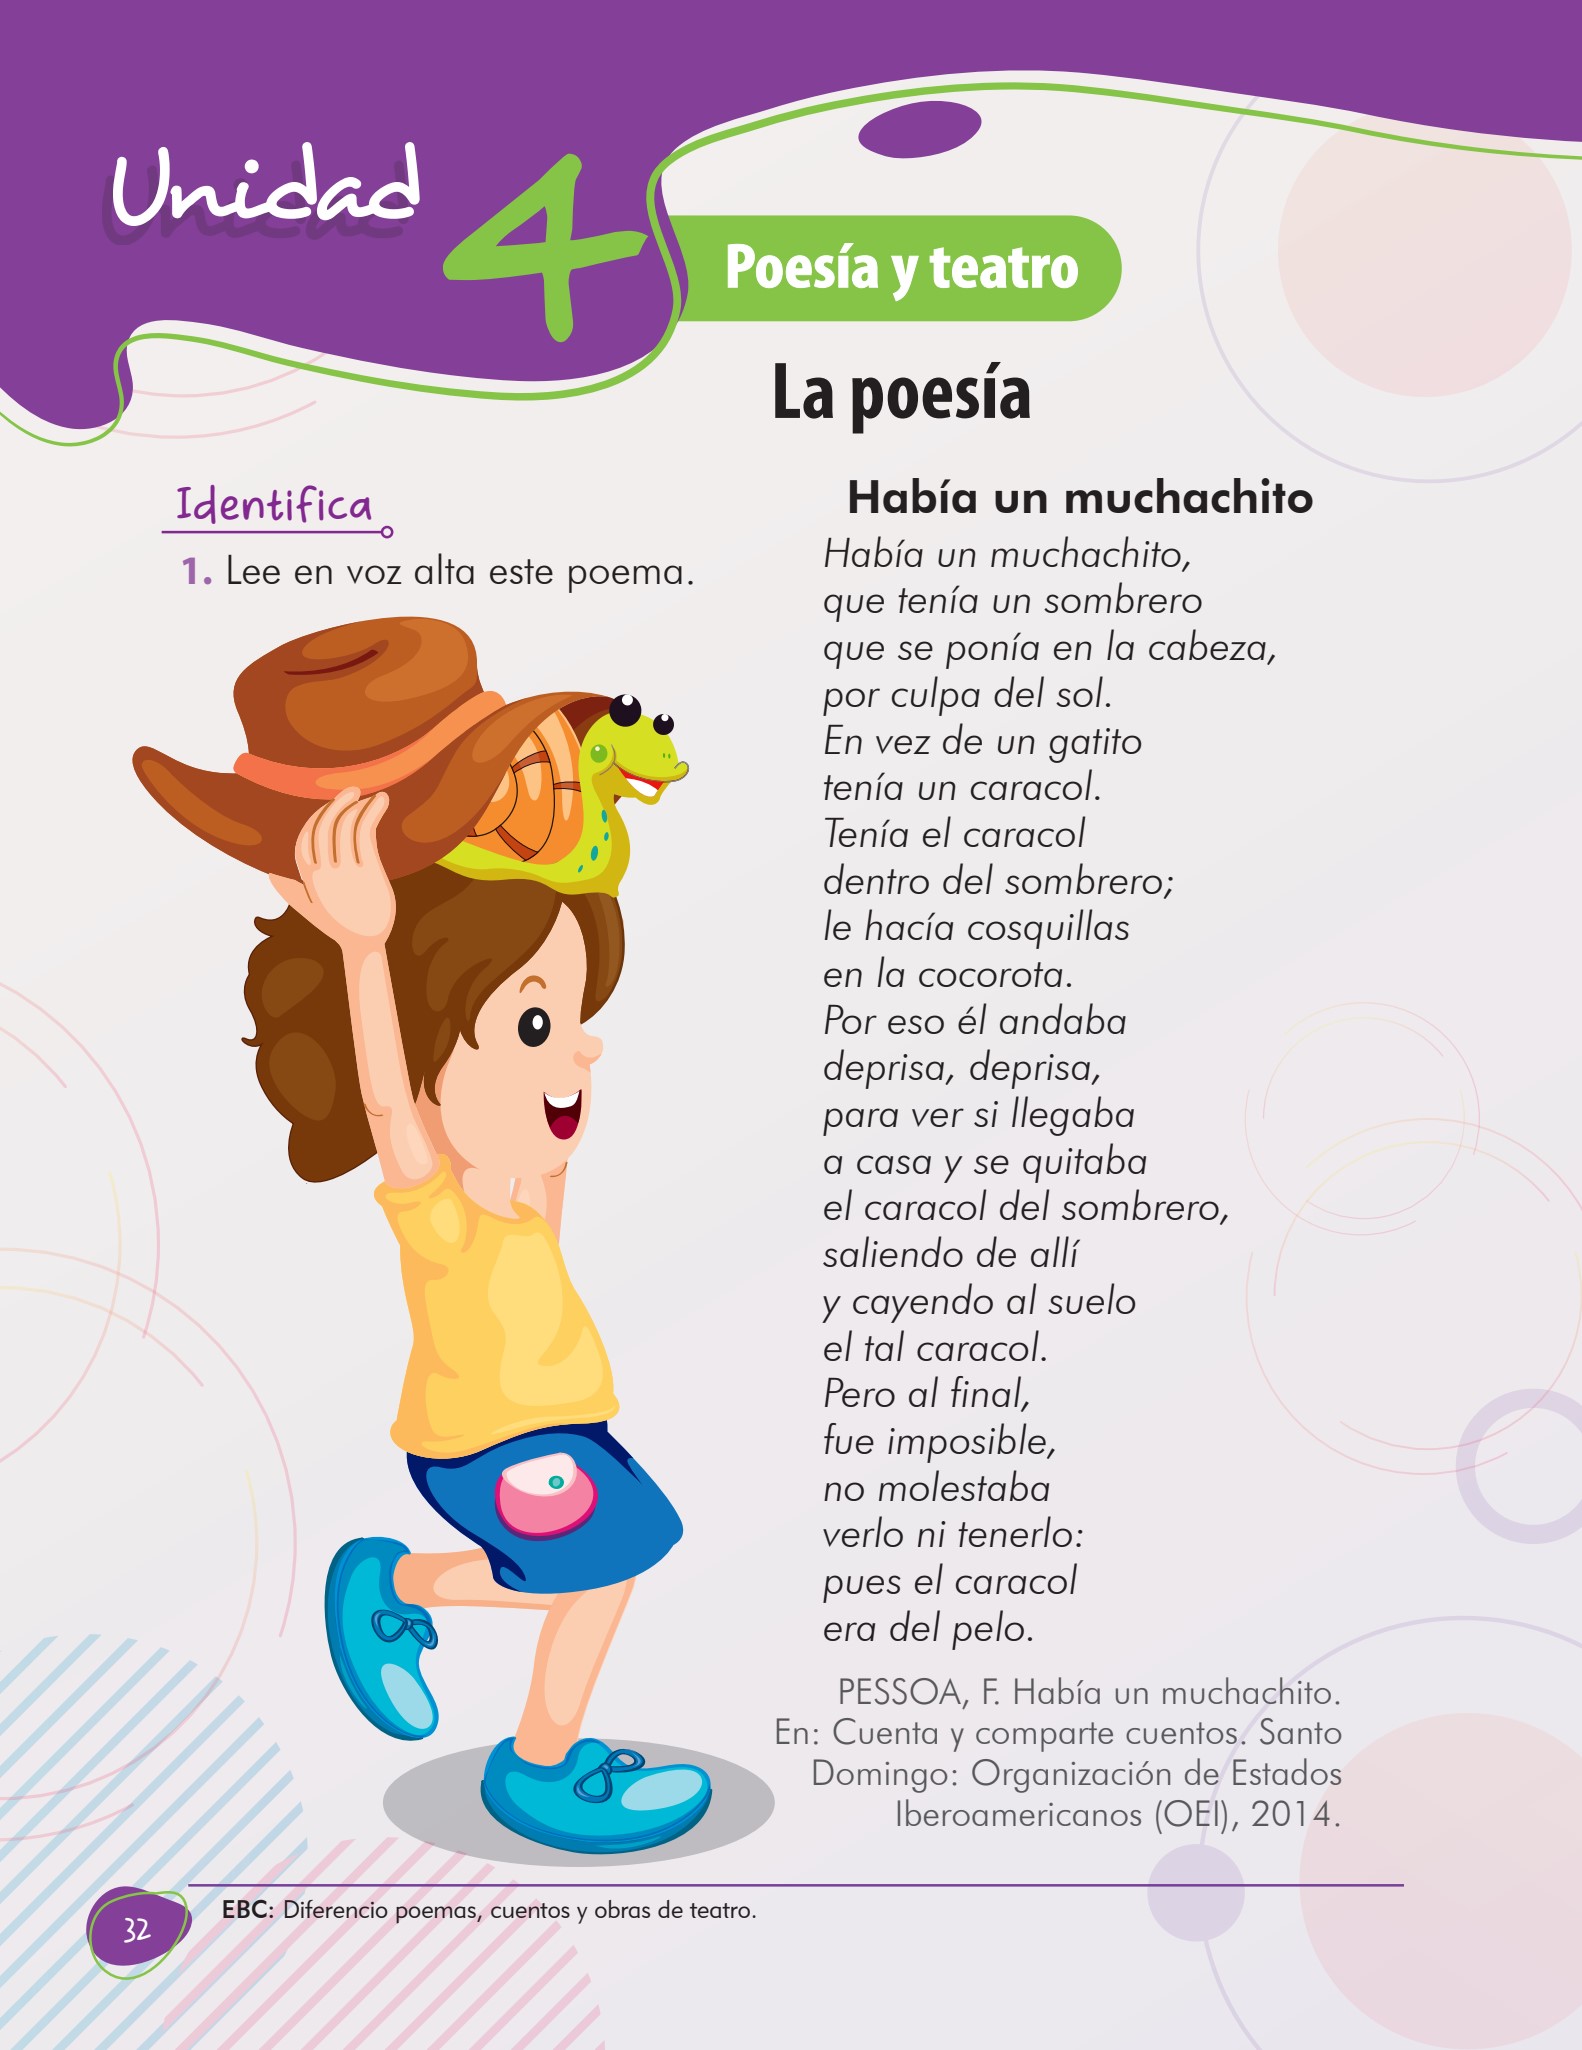 Unidad 4
Poesía y teatro
La poesía
Identifica
1. Lee en voz alta este poema.
Había un muchachito
Había un muchachito,
que tenía un sombrero
que se ponía en la cabeza,
por culpa del sol.
En vez de un gatito
tenía un caracol.
Tenía el caracol
dentro del sombrero;
le hacía cosquillas
en la cocorota.
Por eso él andaba
deprisa, deprisa,
para ver si llegaba
a casa y se quitaba
el caracol del sombrero,
saliendo de allí
y cayendo al suelo
el tal caracol.
Pero al final,
fue imposible,
no molestaba
verlo ni tenerlo:
pues el caracol
era del pelo.
PESSOA, F. Había un muchachito.
En: Cuenta y comparte cuentos. Santo
Domingo: Organización de Estados
Iberoamericanos (OEI), 2014.
32
EBC: Diferencio poemas, cuentos y obras de teatro.